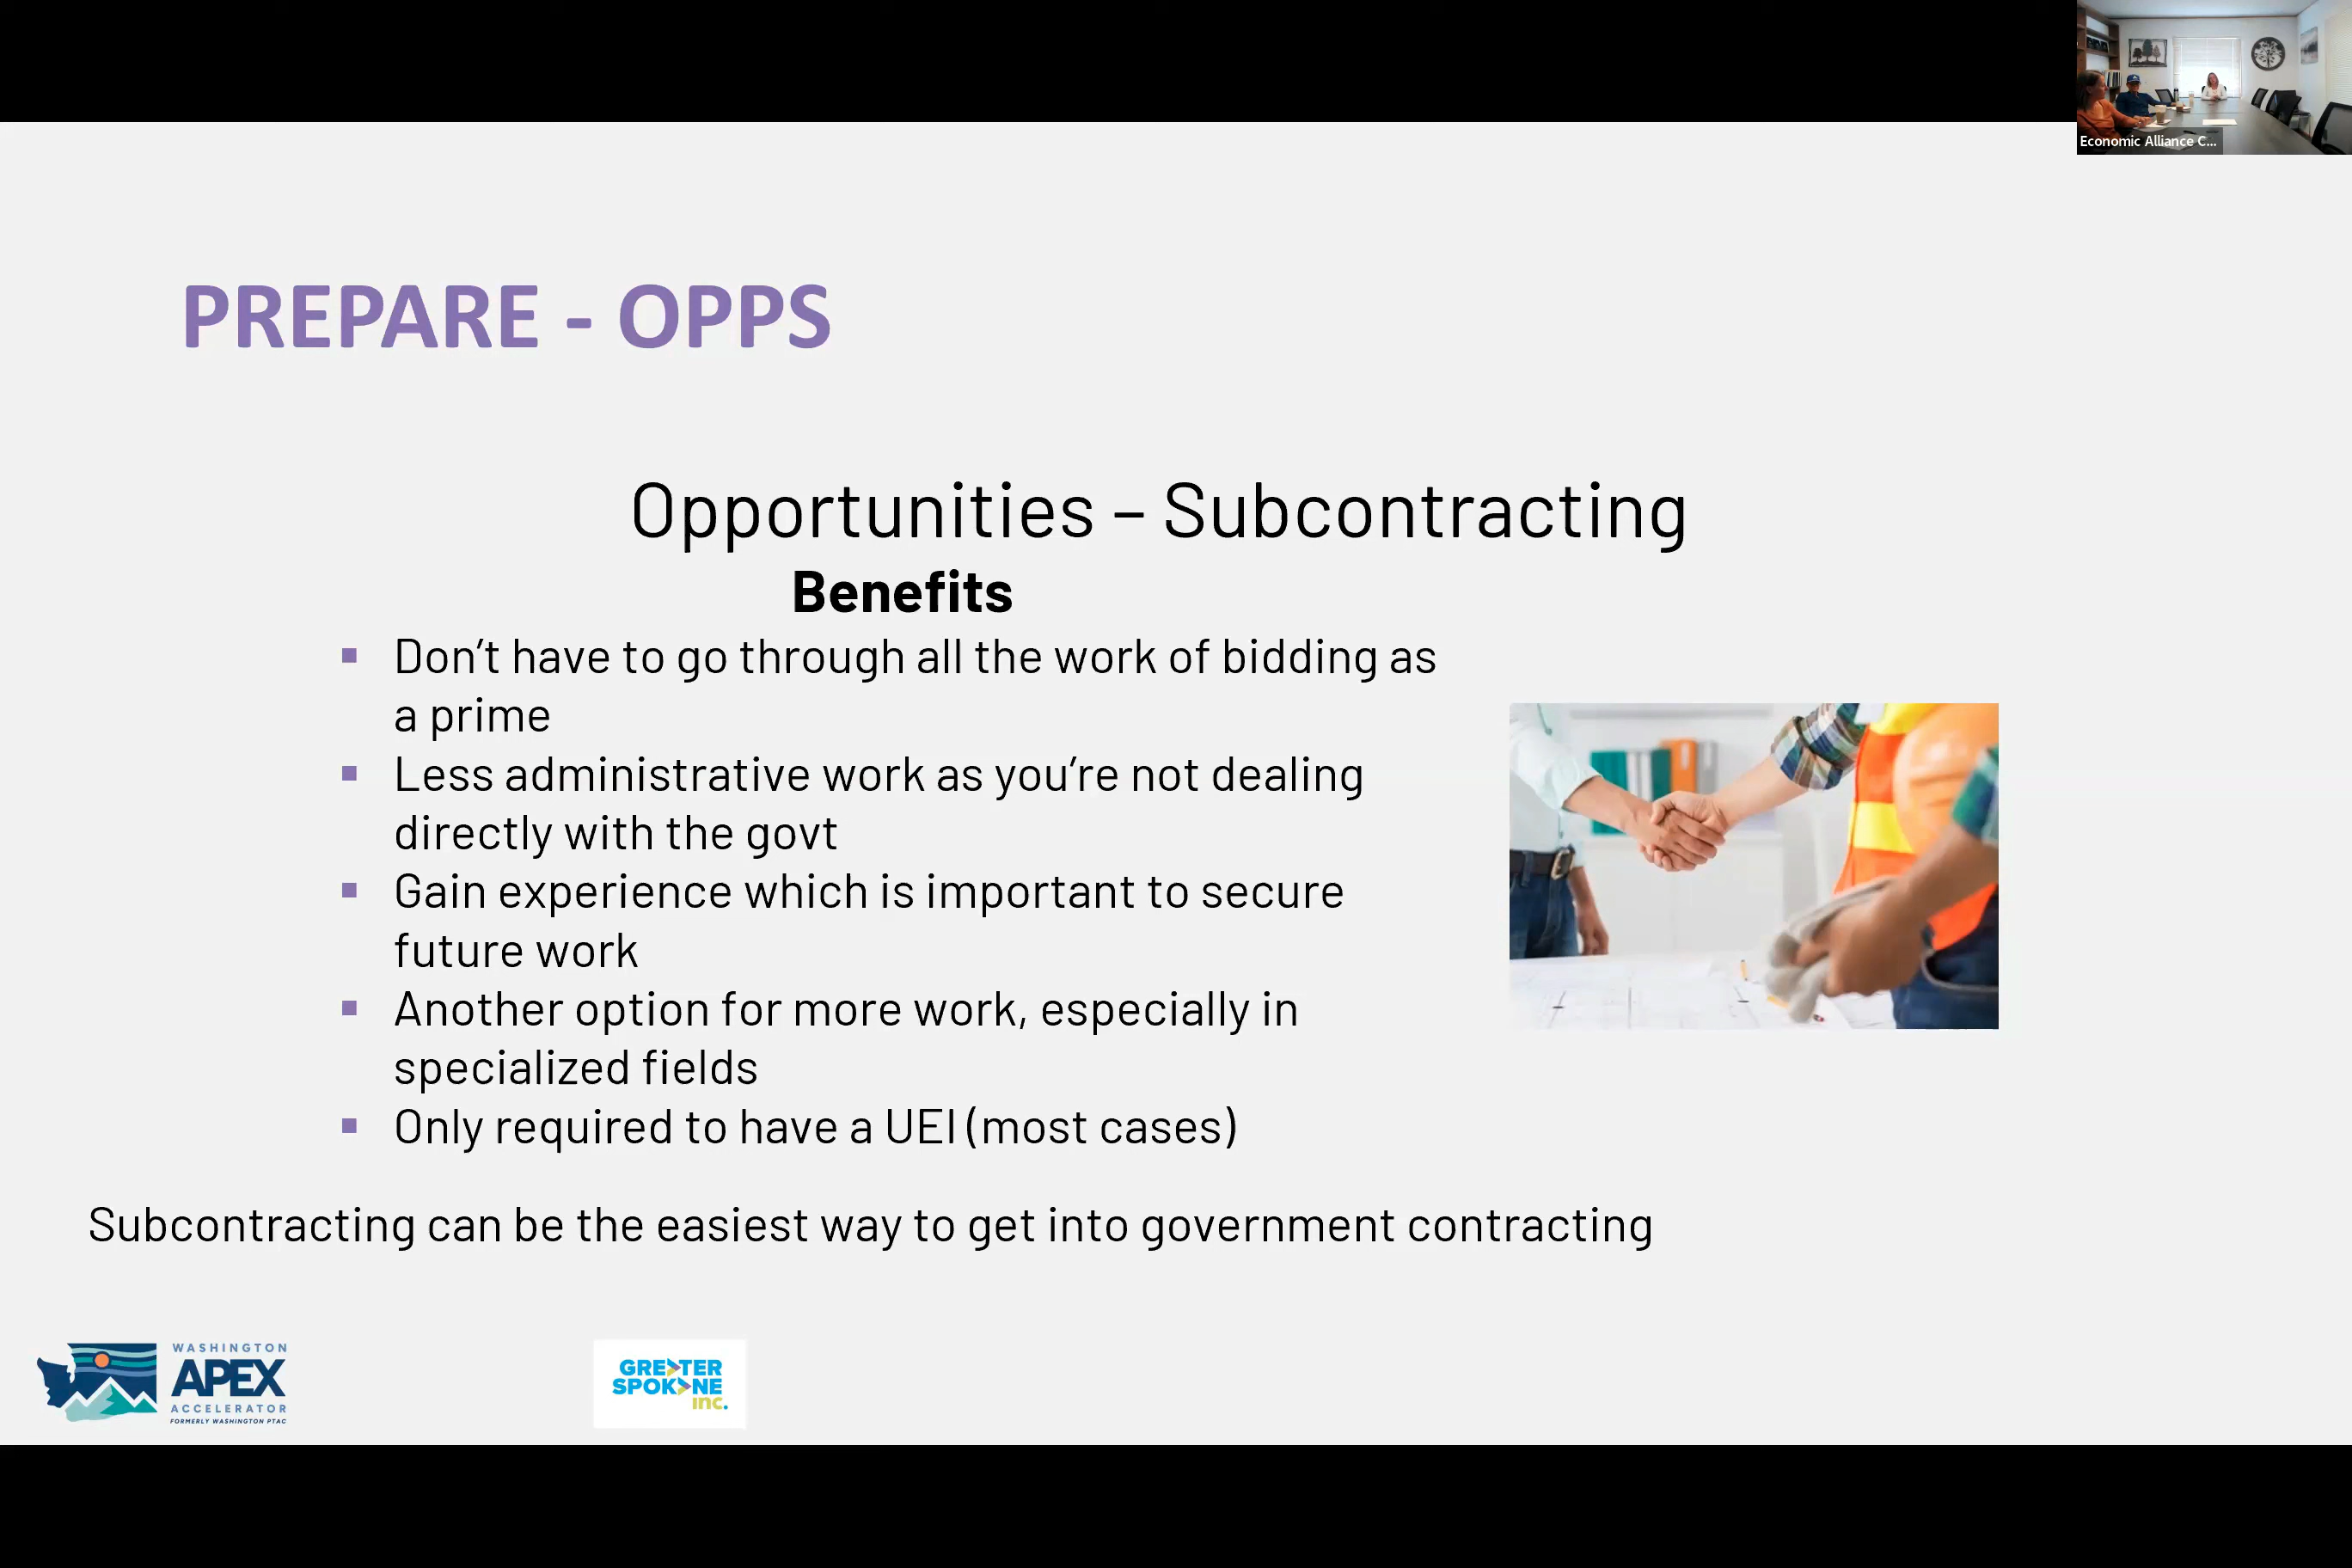 Economic Alliance C...
PREPARE - OPPS
Opportunities – Subcontracting
Benefits
▪ Don’t have to go through all the work of bidding as
a prime
▪ Less administrative work as you’re not dealing
directly with the govt
▪ Gain experience which is important to secure
future work
▪ Another option for more work, especially in
specialized fields
▪ Only required to have a UEI (most cases)
Subcontracting can be the easiest way to get into government contracting
WASHINGTON
APEX
ACCELERATOR
FORMERLY WASHINGTON PTAC
GREATER
SPOKANE
inc.